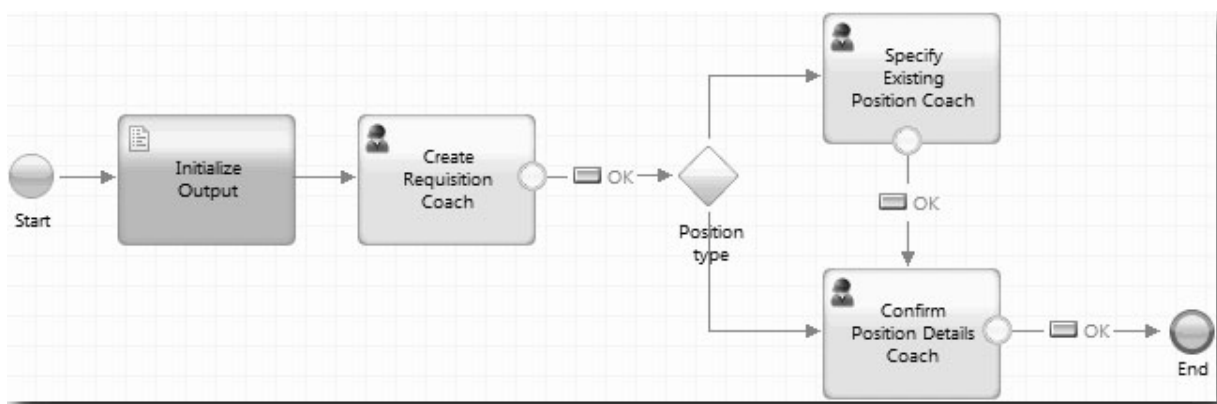 Start
Initialize
Output
Create
Requisition
Coach
OK
Position
type
Specify
Existing
Position Coach
OK
Confirm
Position Details
Coach
OK
End